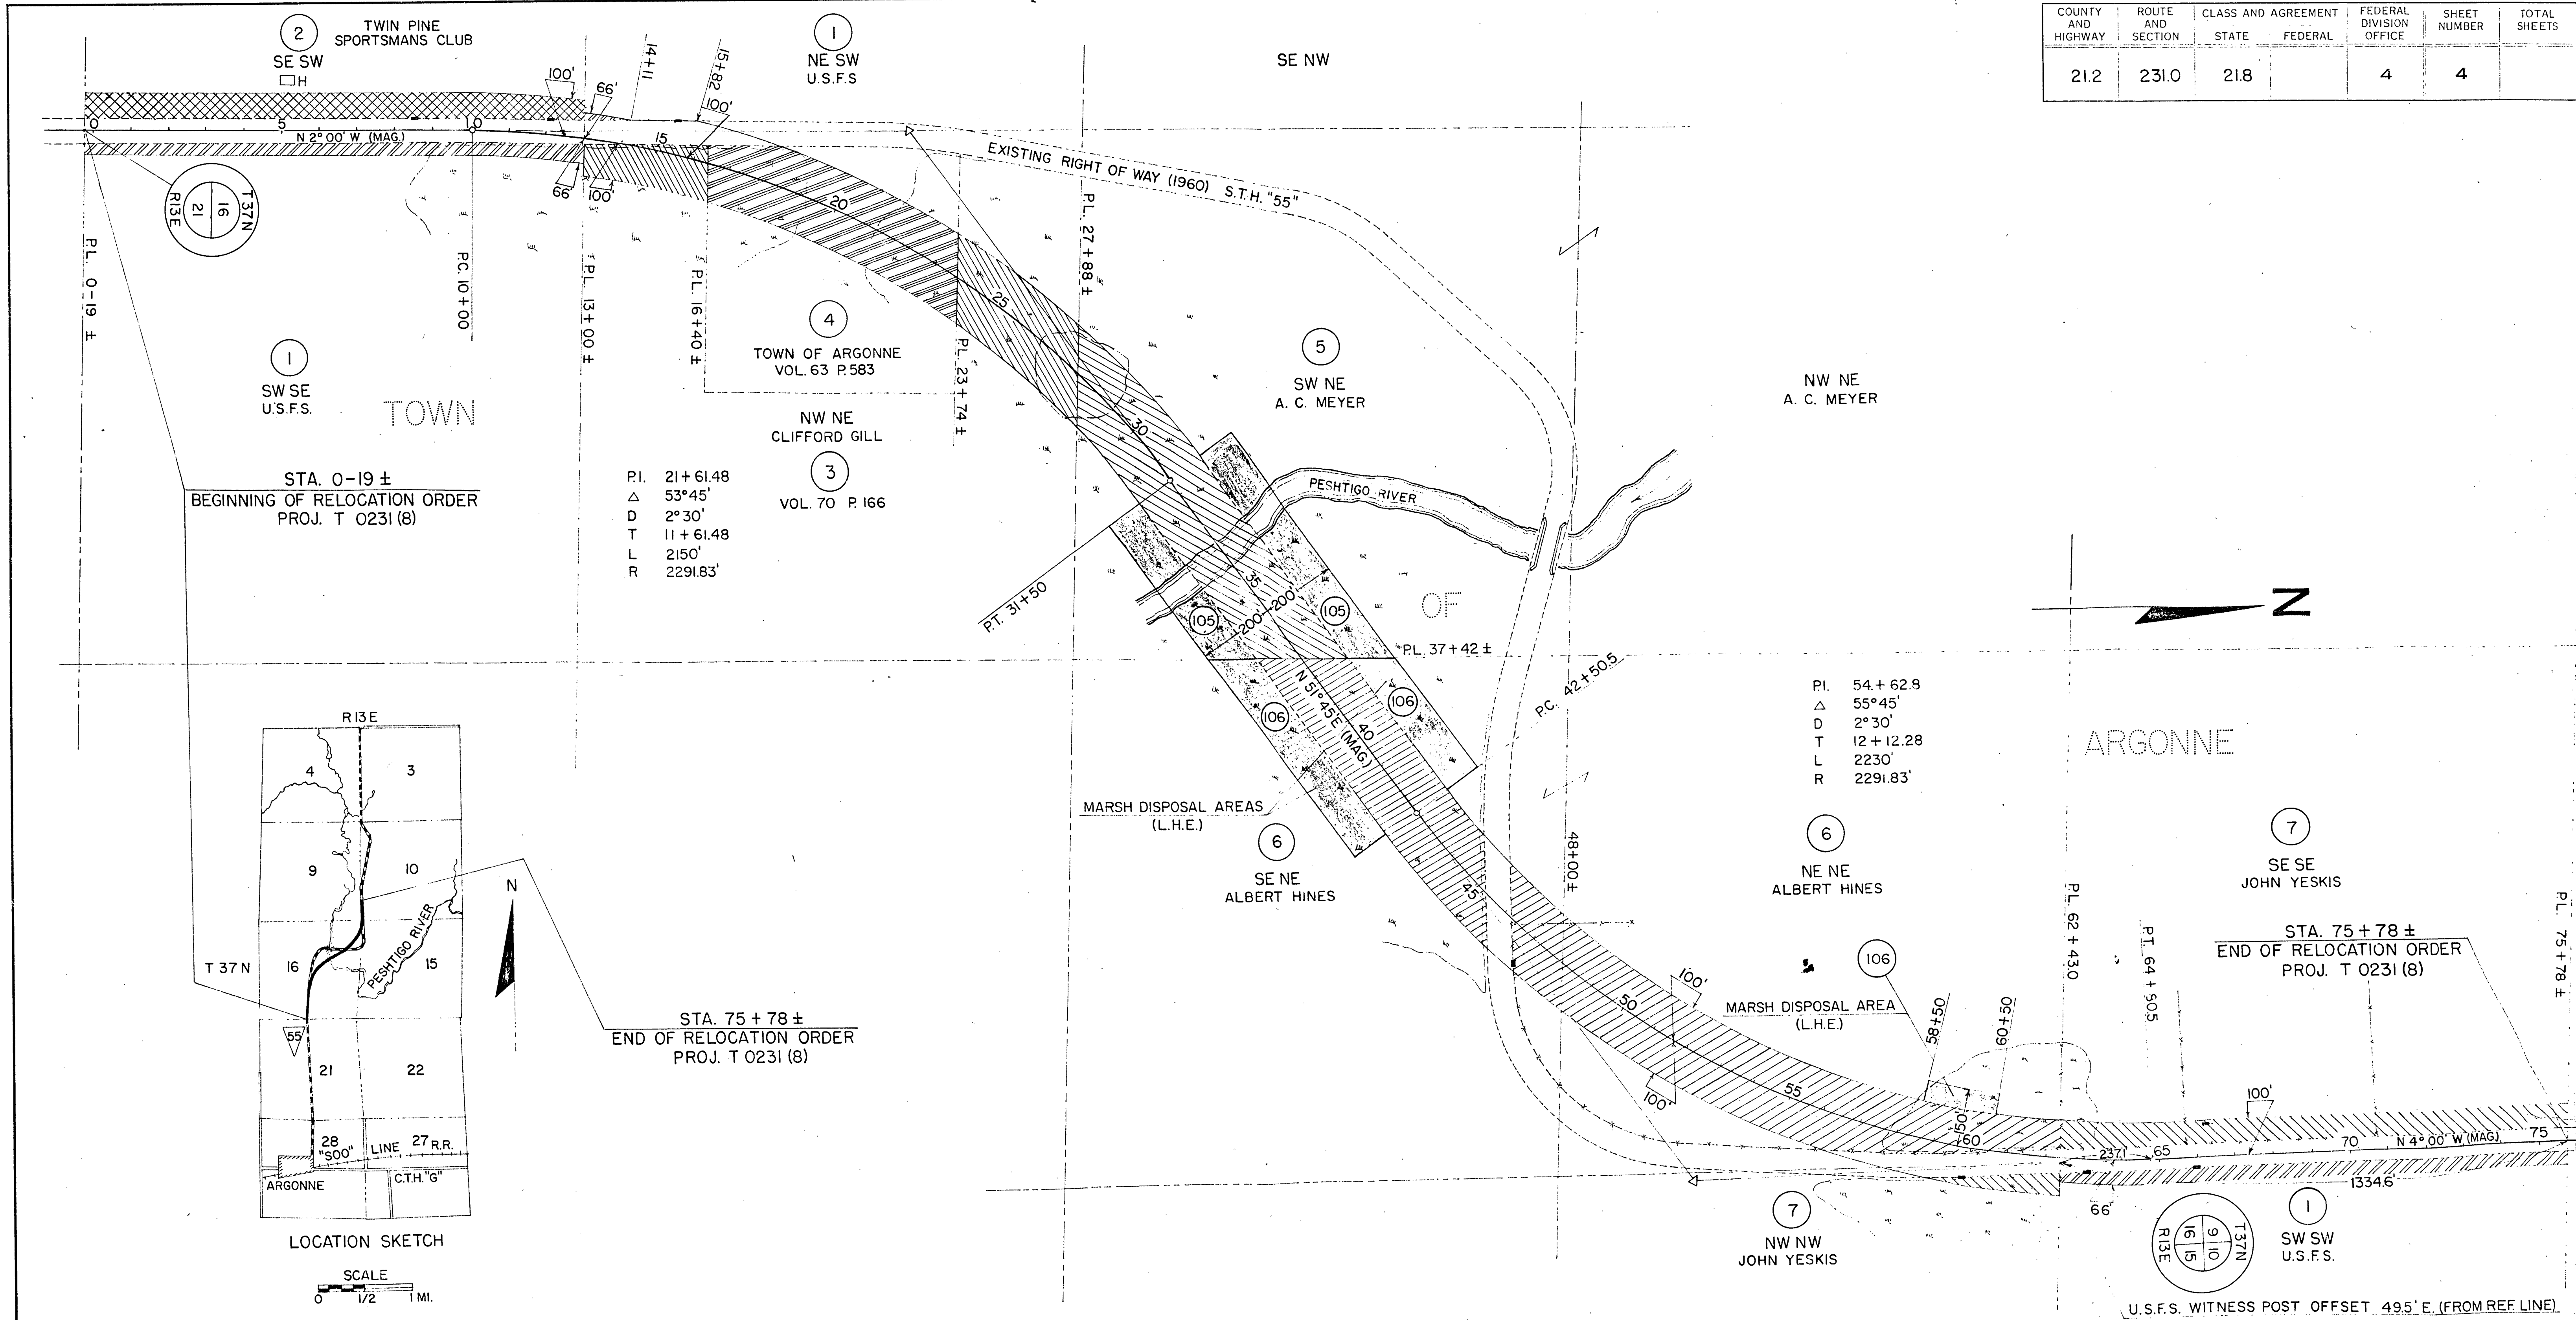 COUNTY AND HIGHWAY
ROUTE AND SECTION
CLASS AND AGREEMENT
STATE
FEDERAL
FEDERAL DIVISION OFFICE
SHEET NUMBER
TOTAL SHEETS
21.2 231.0 21.8 4 4
2
TWIN PINE
SPORTSMANS CLUB
SE SW
H
1
NE SW
U.S.F.S
SE NW
100'
66'
14+11
15+82
100'
0 5 10 15
N 2°00' W (MAG.)
66'
100'
EXISTING RIGHT OF WAY (1960) S.T.H. "55"
T37N
16
21
R13E
P.L. 0-19 ±
P.C. 10+00
P.L. 13+00 ±
P.L. 16+40 ±
P.L. 23+74 ±
P.L. 27+88 ±
20
25
30
35
1
SW SE
U.S.F.S.
TOWN
4
TOWN OF ARGONNE
VOL. 63 P. 583
NW NE
CLIFFORD GILL
3
VOL. 70 P. 166
5
SW NE
A. C. MEYER
NW NE
A. C. MEYER
STA. 0-19 ±
BEGINNING OF RELOCATION ORDER
PROJ. T 0231 (8)
P.I. 21+61.48
△ 53°45'
D 2°30'
T 11+61.48
L 2150'
R 2291.83'
PESHTIGO RIVER
P.T. 31+50
105
200' 200'
105
OF
P.L. 37+42 ±
N
106
106
N 51°45' E (MAG.)
40
P.C. 42+50.5
P.I. 54+62.8
△ 55°45'
D 2°30'
T 12+12.28
L 2230'
R 2291.83'
ARGONNE
MARSH DISPOSAL AREAS
(L.H.E.)
6
SE NE
ALBERT HINES
45
48+00 ±
6
NE NE
ALBERT HINES
7
SE SE
JOHN YESKIS
P.L. 62+43.0
P.T. 64+50.5
P.L. 75+78 ±
STA. 75+78 ±
END OF RELOCATION ORDER
PROJ. T 0231 (8)
106
MARSH DISPOSAL AREA
(L.H.E.)
100'
50
100'
55
58+50
60+50
150'
60
100'
237.1
65
70
N 4°00' W (MAG.)
75
1334.6'
66'
7
NW NW
JOHN YESKIS
T37N
9 10
16 15
R13E
1
SW SW
U.S.F.S.
U.S.F.S. WITNESS POST OFFSET 49.5' E. (FROM REF. LINE)
R13E
4 3
9 10
T 37 N 16 15
PESHTIGO RIVER
55
21 22
28 27
"SOO" LINE R.R.
ARGONNE
C.T.H. "G"
N
STA. 75+78 ±
END OF RELOCATION ORDER
PROJ. T 0231 (8)
LOCATION SKETCH
SCALE
0 1/2 1 MI.